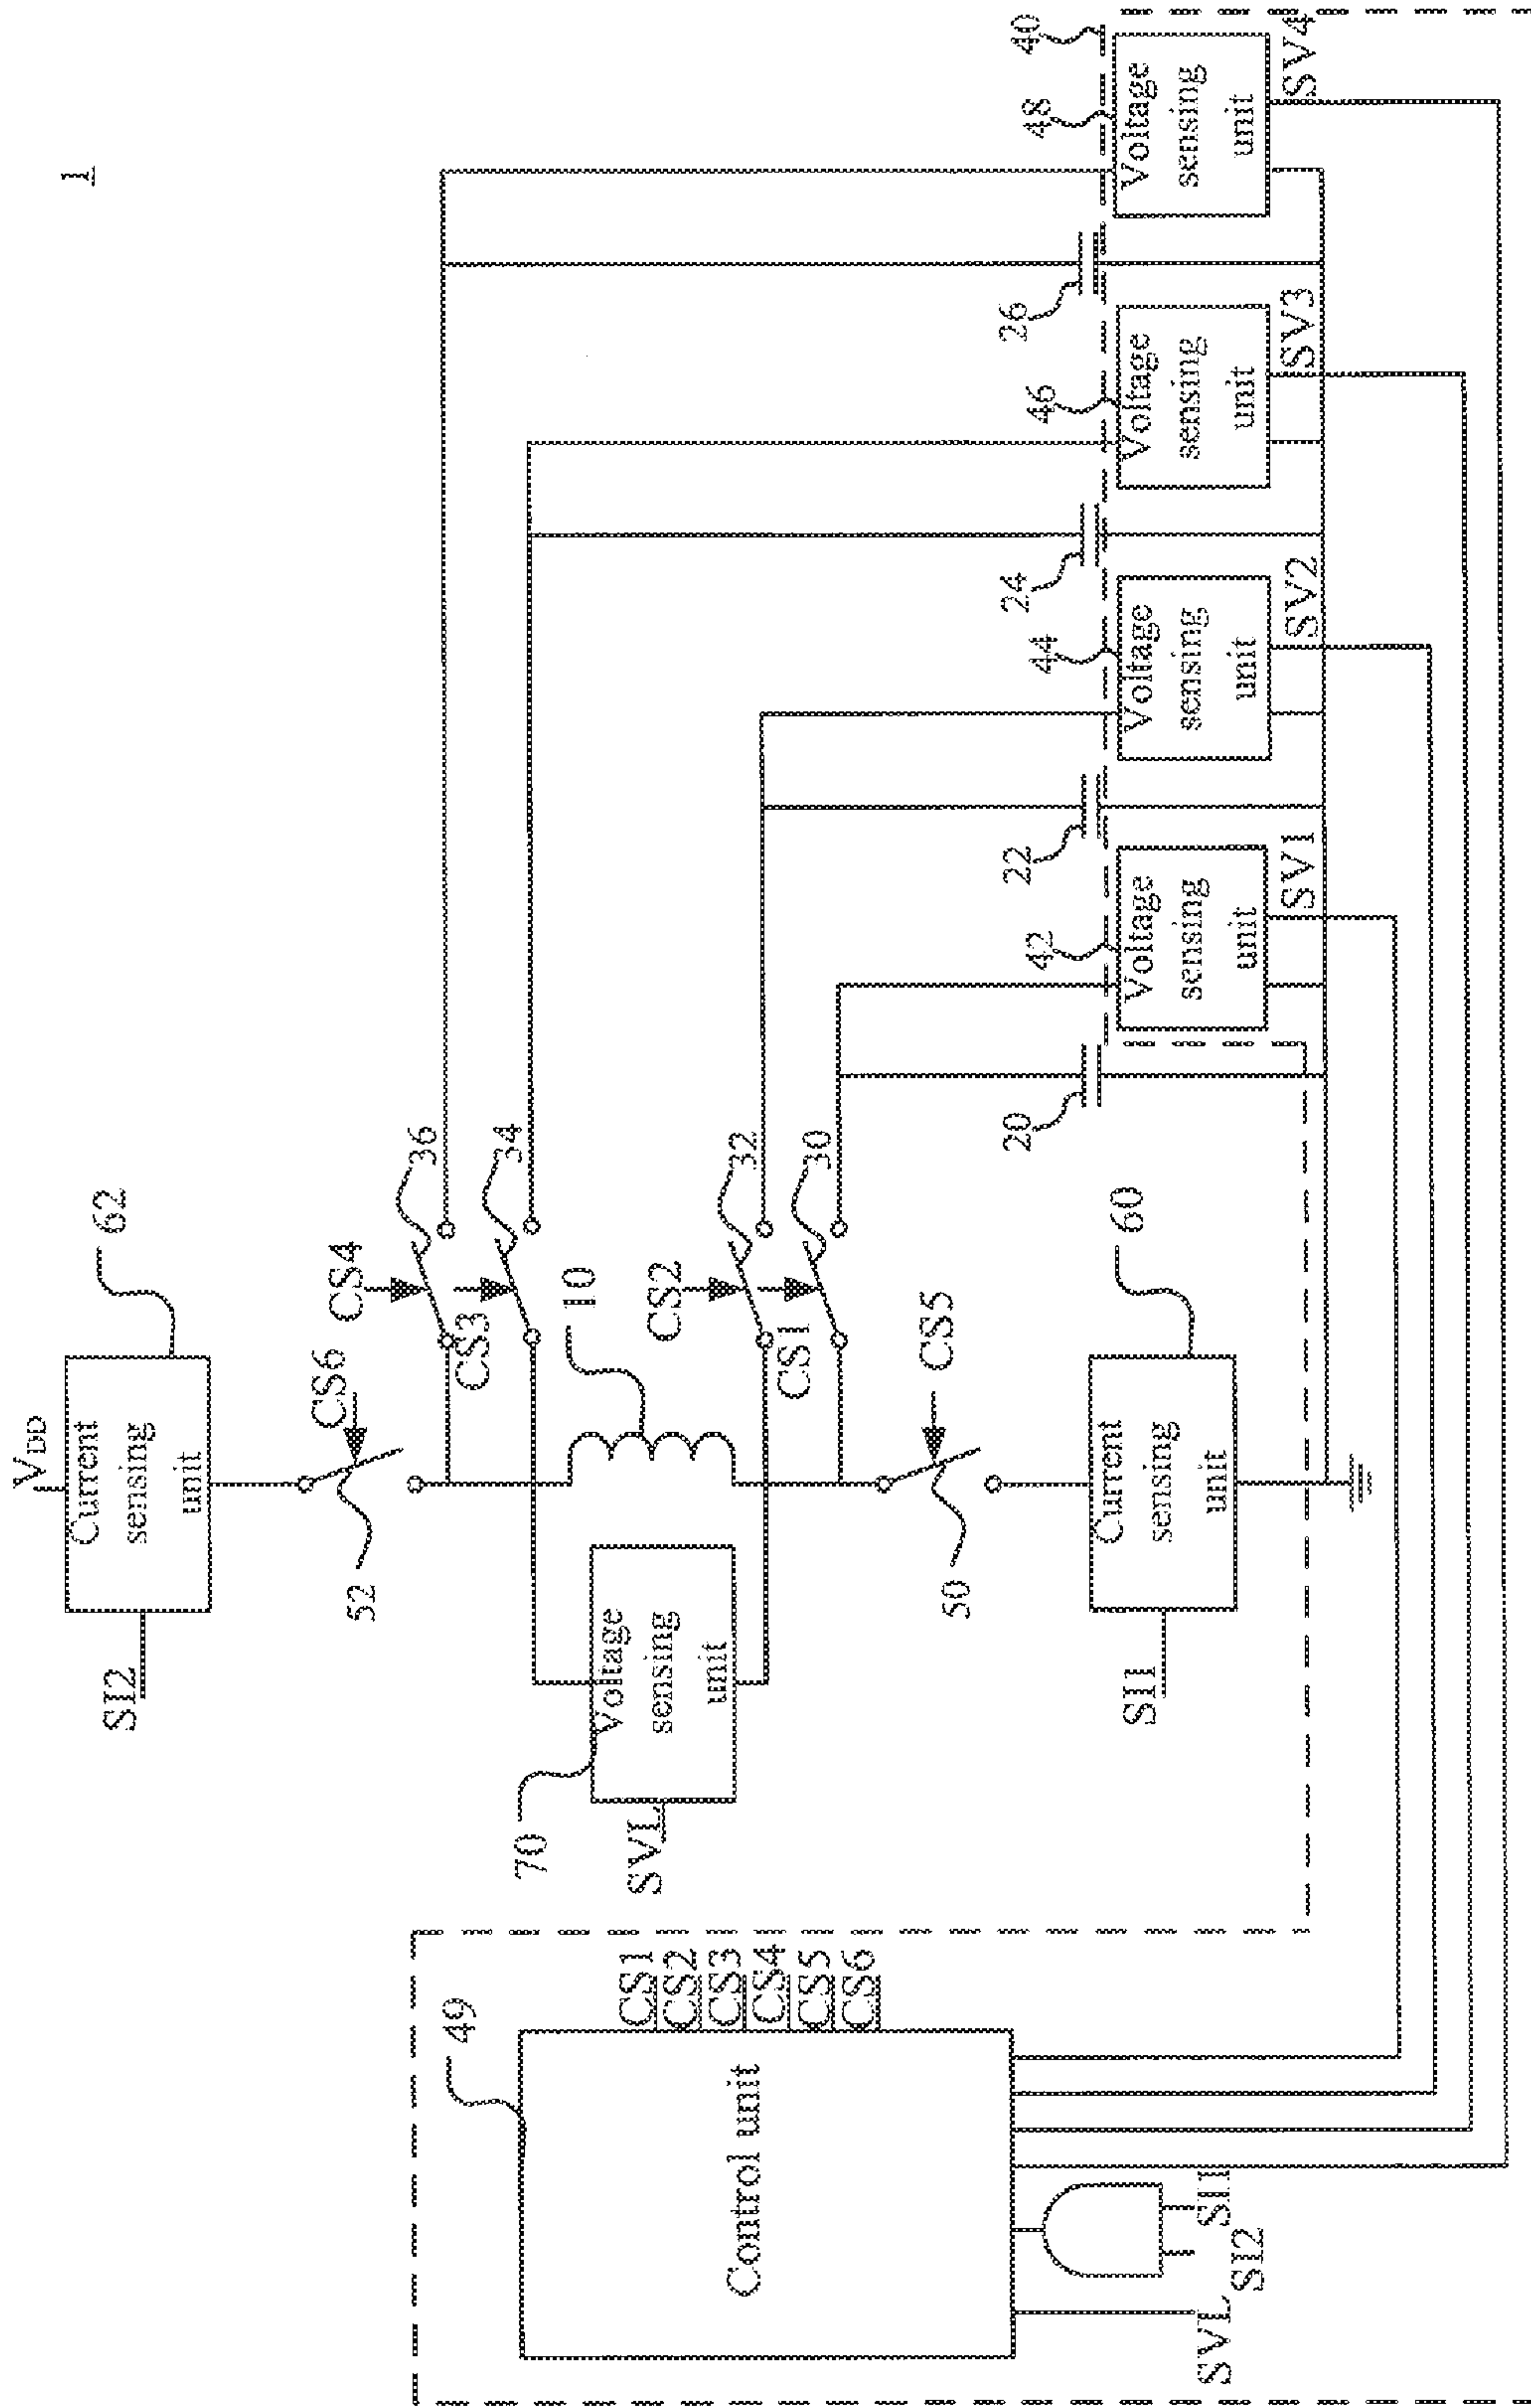 1
VDD
Current
sensing
unit
62
SI2
CS6
52
CS4
36
CS3
34
10
CS2
32
CS1
30
70
Voltage
sensing
unit
SVL
CS5
50
Current
sensing
unit
60
SI1
20
22
24
26
40
42
Voltage
sensing
unit
SV1
44
Voltage
sensing
unit
SV2
46
Voltage
sensing
unit
SV3
48
Voltage
sensing
unit
SV4
49
Control unit
CS1
CS2
CS3
CS4
CS5
CS6
SVL
SI2
SI1